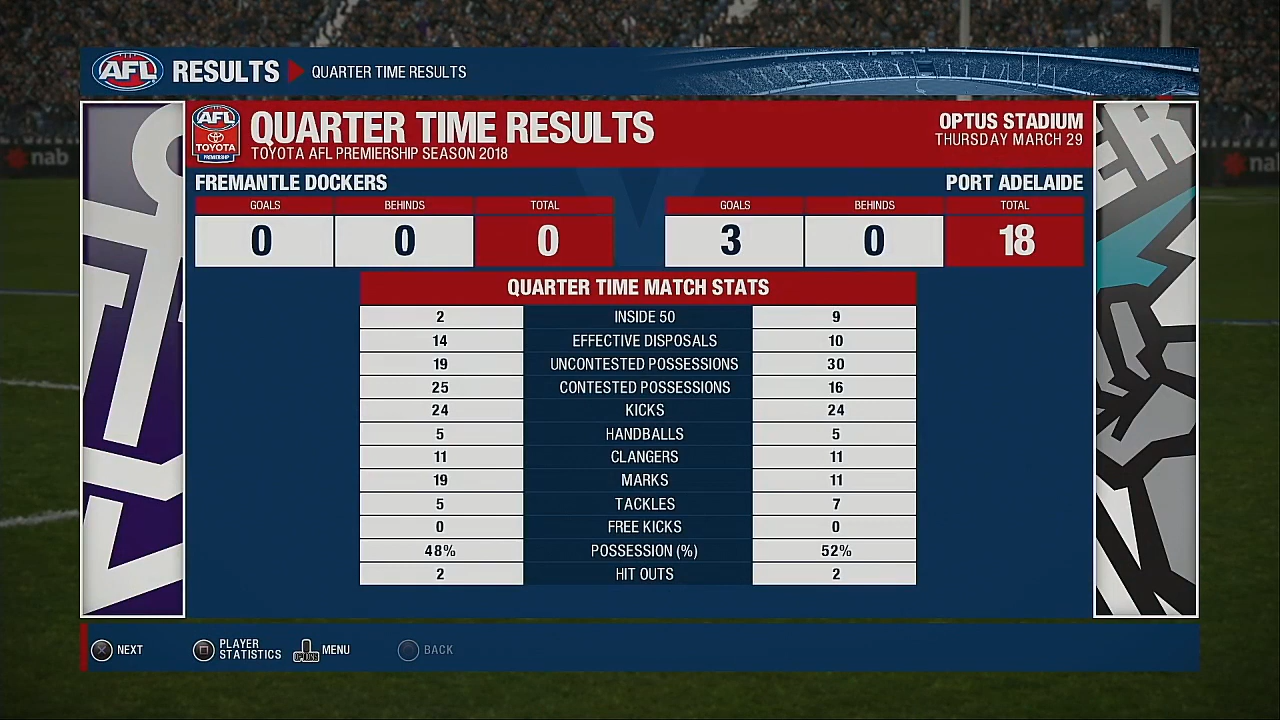 AFL RESULTS QUARTER TIME RESULTS
AFL TOYOTA PREMIERSHIP
QUARTER TIME RESULTS
TOYOTA AFL PREMIERSHIP SEASON 2018
OPTUS STADIUM
THURSDAY MARCH 29
nab
nab
FREMANTLE DOCKERS PORT ADELAIDE
GOALS BEHINDS TOTAL GOALS BEHINDS TOTAL
0 0 0 3 0 18
QUARTER TIME MATCH STATS
2 INSIDE 50 9
14 EFFECTIVE DISPOSALS 10
19 UNCONTESTED POSSESSIONS 30
25 CONTESTED POSSESSIONS 16
24 KICKS 24
5 HANDBALLS 5
11 CLANGERS 11
19 MARKS 11
5 TACKLES 7
0 FREE KICKS 0
48% POSSESSION (%) 52%
2 HIT OUTS 2
NEXT
PLAYER
STATISTICS
OPTIONS
MENU
BACK